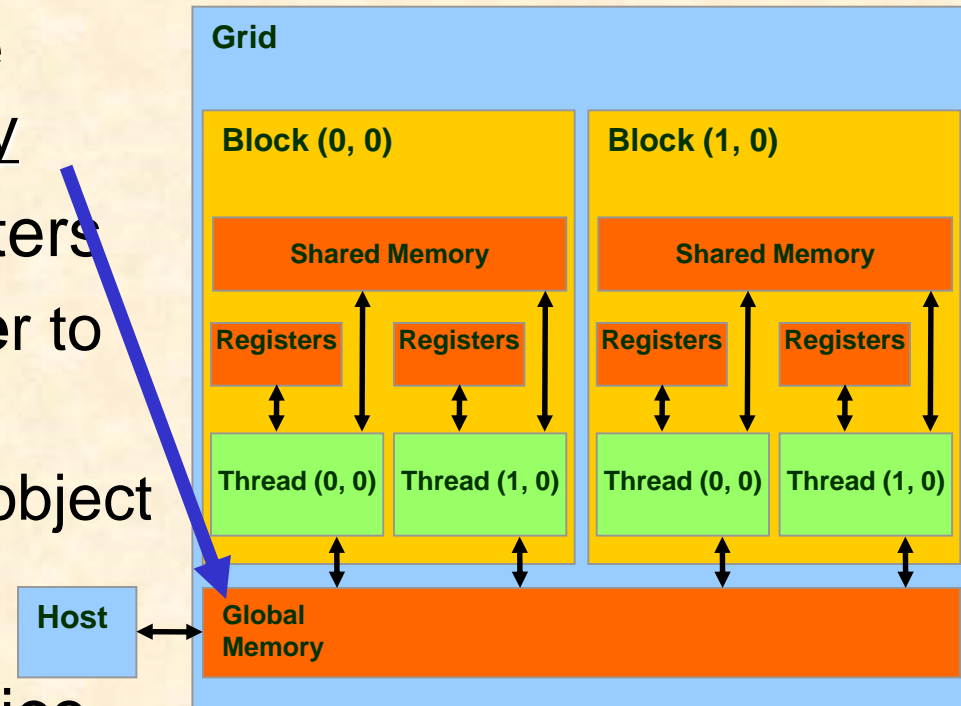 Grid
Block (0, 0)
Block (1, 0)
Shared Memory
Shared Memory
Registers
Registers
Registers
Registers
Thread (0, 0)
Thread (1, 0)
Thread (0, 0)
Thread (1, 0)
er to
object
Host
Global
Memory